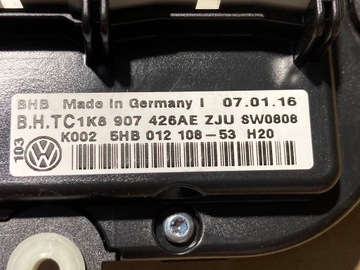 BHB Made in Germany I 07.01.16
B.H.TC1K8 907 426AE ZJU SW0808
K002 5HB 012 108-53 H20
103